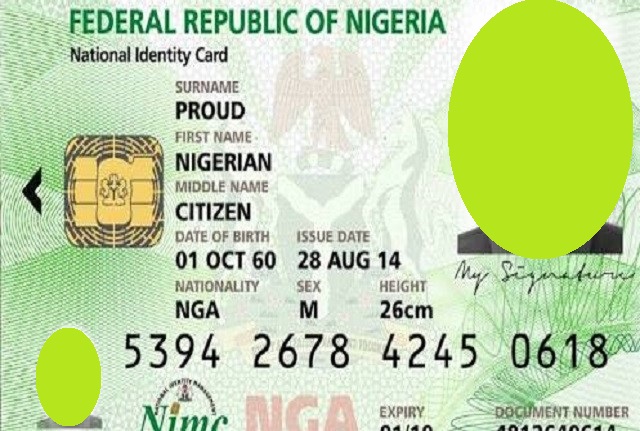 FEDERAL REPUBLIC OF NIGERIA
National Identity Card
SURNAME
PROUD
FIRST NAME
NIGERIAN
MIDDLE NAME
CITIZEN
DATE OF BIRTH ISSUE DATE
01 OCT 60 28 AUG 14
NATIONALITY SEX HEIGHT
NGA M 26cm
My Signature
5394 2678 4245 0618
Nimc NGA EXPIRY DOCUMENT NUMBER